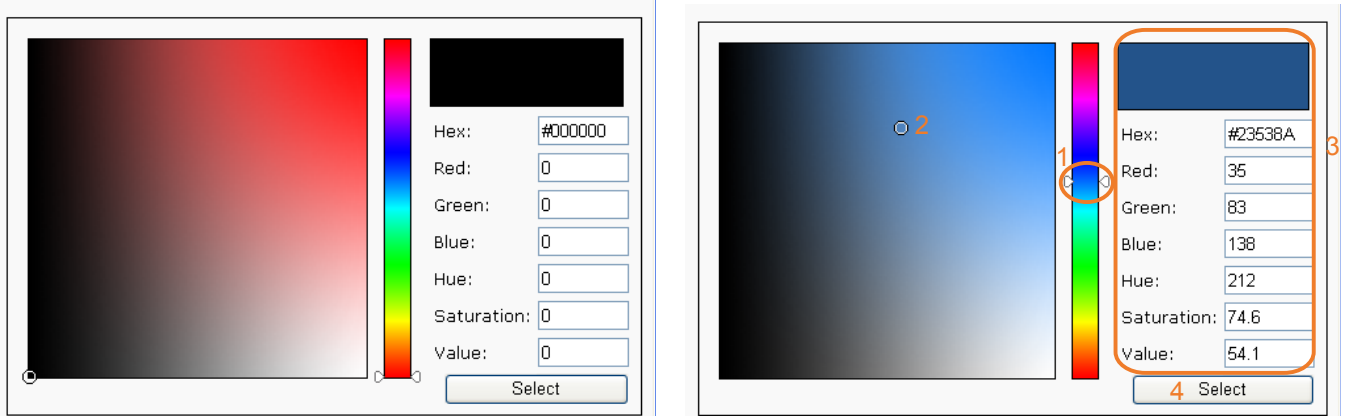 Hex: #000000
Red: 0
Green: 0
Blue: 0
Hue: 0
Saturation: 0
Value: 0
Select
1
2
3
Hex: #23538A
Red: 35
Green: 83
Blue: 138
Hue: 212
Saturation: 74.6
Value: 54.1
4 Select